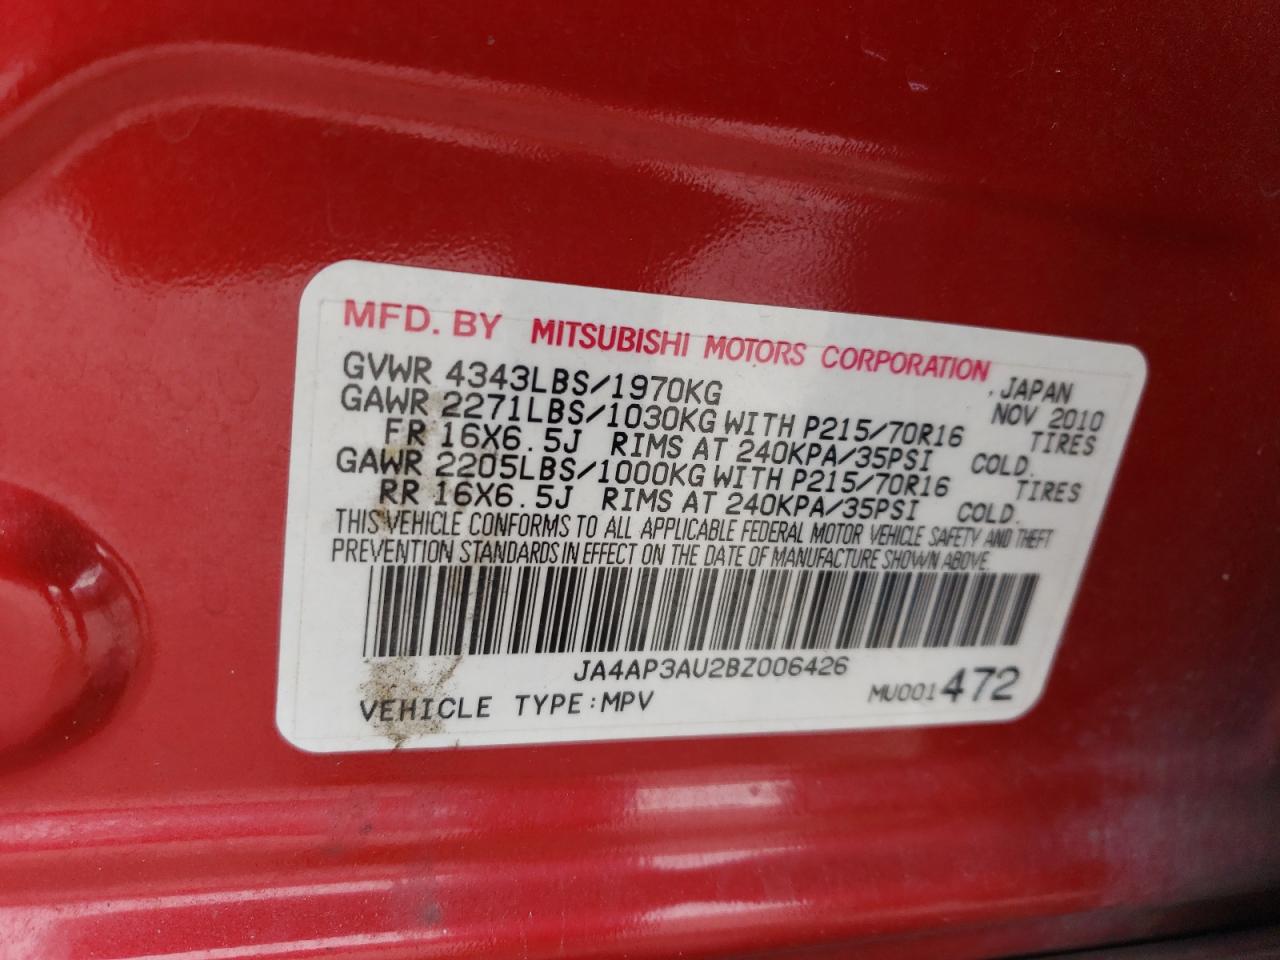 MFD. BY MITSUBISHI MOTORS CORPORATION
JAPAN
GVWR 4343LBS/1970KG NOV 2010
GAWR 2271LBS/1030KG WITH P215/70R16 TIRES
FR 16X6.5J RIMS AT 240KPA/35PSI COLD.
GAWR 2205LBS/1000KG WITH P215/70R16 TIRES
RR 16X6.5J RIMS AT 240KPA/35PSI COLD.
THIS VEHICLE CONFORMS TO ALL APPLICABLE FEDERAL MOTOR VEHICLE SAFETY AND THEFT
PREVENTION STANDARDS IN EFFECT ON THE DATE OF MANUFACTURE SHOWN ABOVE.
JA4AP3AU2BZ006426
VEHICLE TYPE:MPV MU001472